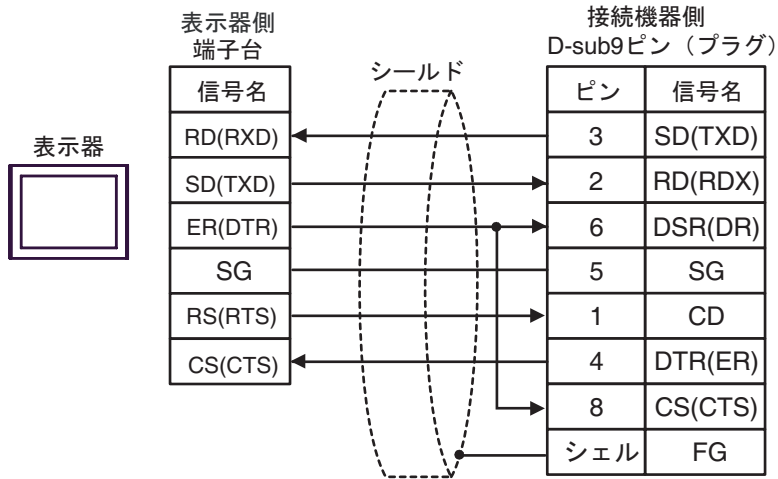 表示器側
端子台
接続機器側
D-sub9ピン（プラグ）
シールド
表示器
信号名
RD(RXD)
SD(TXD)
ER(DTR)
SG
RS(RTS)
CS(CTS)
ピン 信号名
3 SD(TXD)
2 RD(RDX)
6 DSR(DR)
5 SG
1 CD
4 DTR(ER)
8 CS(CTS)
シェル FG